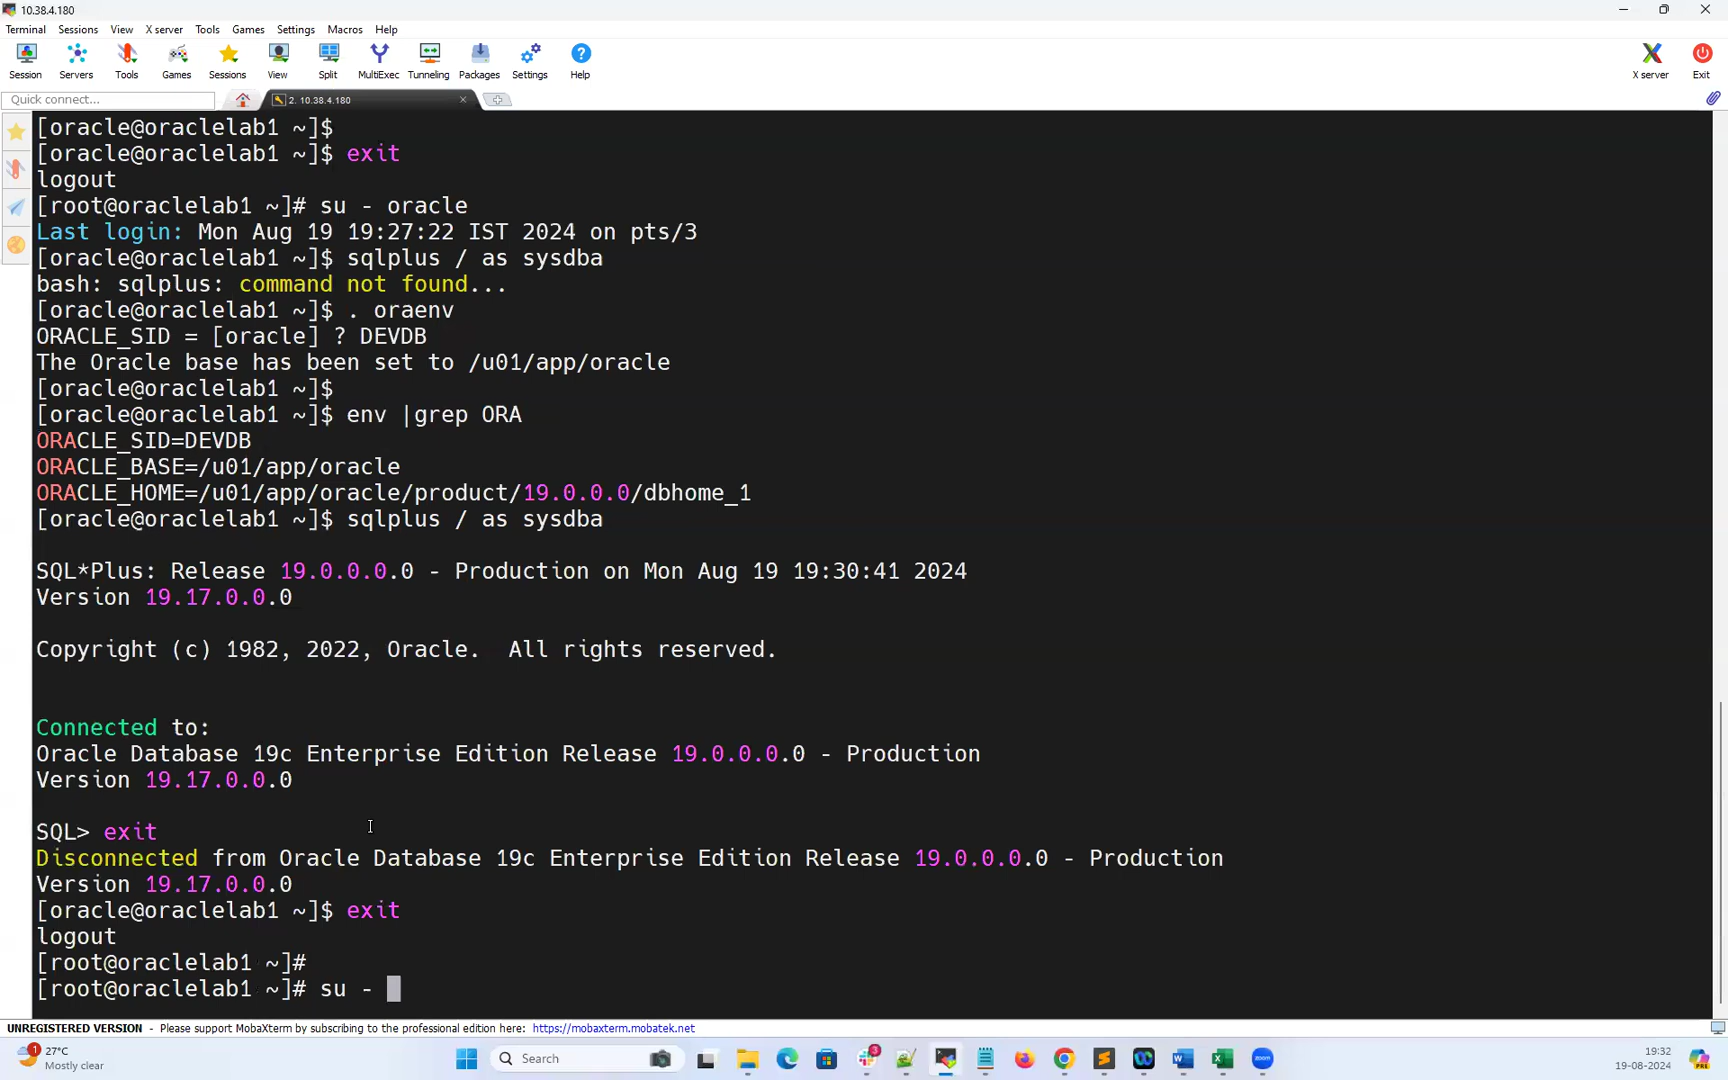 10.38.4.180
Terminal Sessions View X server Tools Games Settings Macros Help
Session Servers Tools Games Sessions View Split MultiExec Tunneling Packages Settings Help X server Exit
Quick connect... 2. 10.38.4.180
[oracle@oraclelab1 ~]$
[oracle@oraclelab1 ~]$ exit
logout
[root@oraclelab1 ~]# su - oracle
Last login: Mon Aug 19 19:27:22 IST 2024 on pts/3
[oracle@oraclelab1 ~]$ sqlplus / as sysdba
bash: sqlplus: command not found...
[oracle@oraclelab1 ~]$ . oraenv
ORACLE_SID = [oracle] ? DEVDB
The Oracle base has been set to /u01/app/oracle
[oracle@oraclelab1 ~]$
[oracle@oraclelab1 ~]$ env |grep ORA
ORACLE_SID=DEVDB
ORACLE_BASE=/u01/app/oracle
ORACLE_HOME=/u01/app/oracle/product/19.0.0.0/dbhome_1
[oracle@oraclelab1 ~]$ sqlplus / as sysdba
SQL*Plus: Release 19.0.0.0.0 - Production on Mon Aug 19 19:30:41 2024
Version 19.17.0.0.0
Copyright (c) 1982, 2022, Oracle.  All rights reserved.
Connected to:
Oracle Database 19c Enterprise Edition Release 19.0.0.0.0 - Production
Version 19.17.0.0.0
SQL> exit
Disconnected from Oracle Database 19c Enterprise Edition Release 19.0.0.0.0 - Production
Version 19.17.0.0.0
[oracle@oraclelab1 ~]$ exit
logout
[root@oraclelab1 ~]#
[root@oraclelab1 ~]# su -
UNREGISTERED VERSION - Please support MobaXterm by subscribing to the professional edition here: https://mobaxterm.mobatek.net
1 27°C Search 3 zoom 19:32 PRE
Mostly clear 19-08-2024